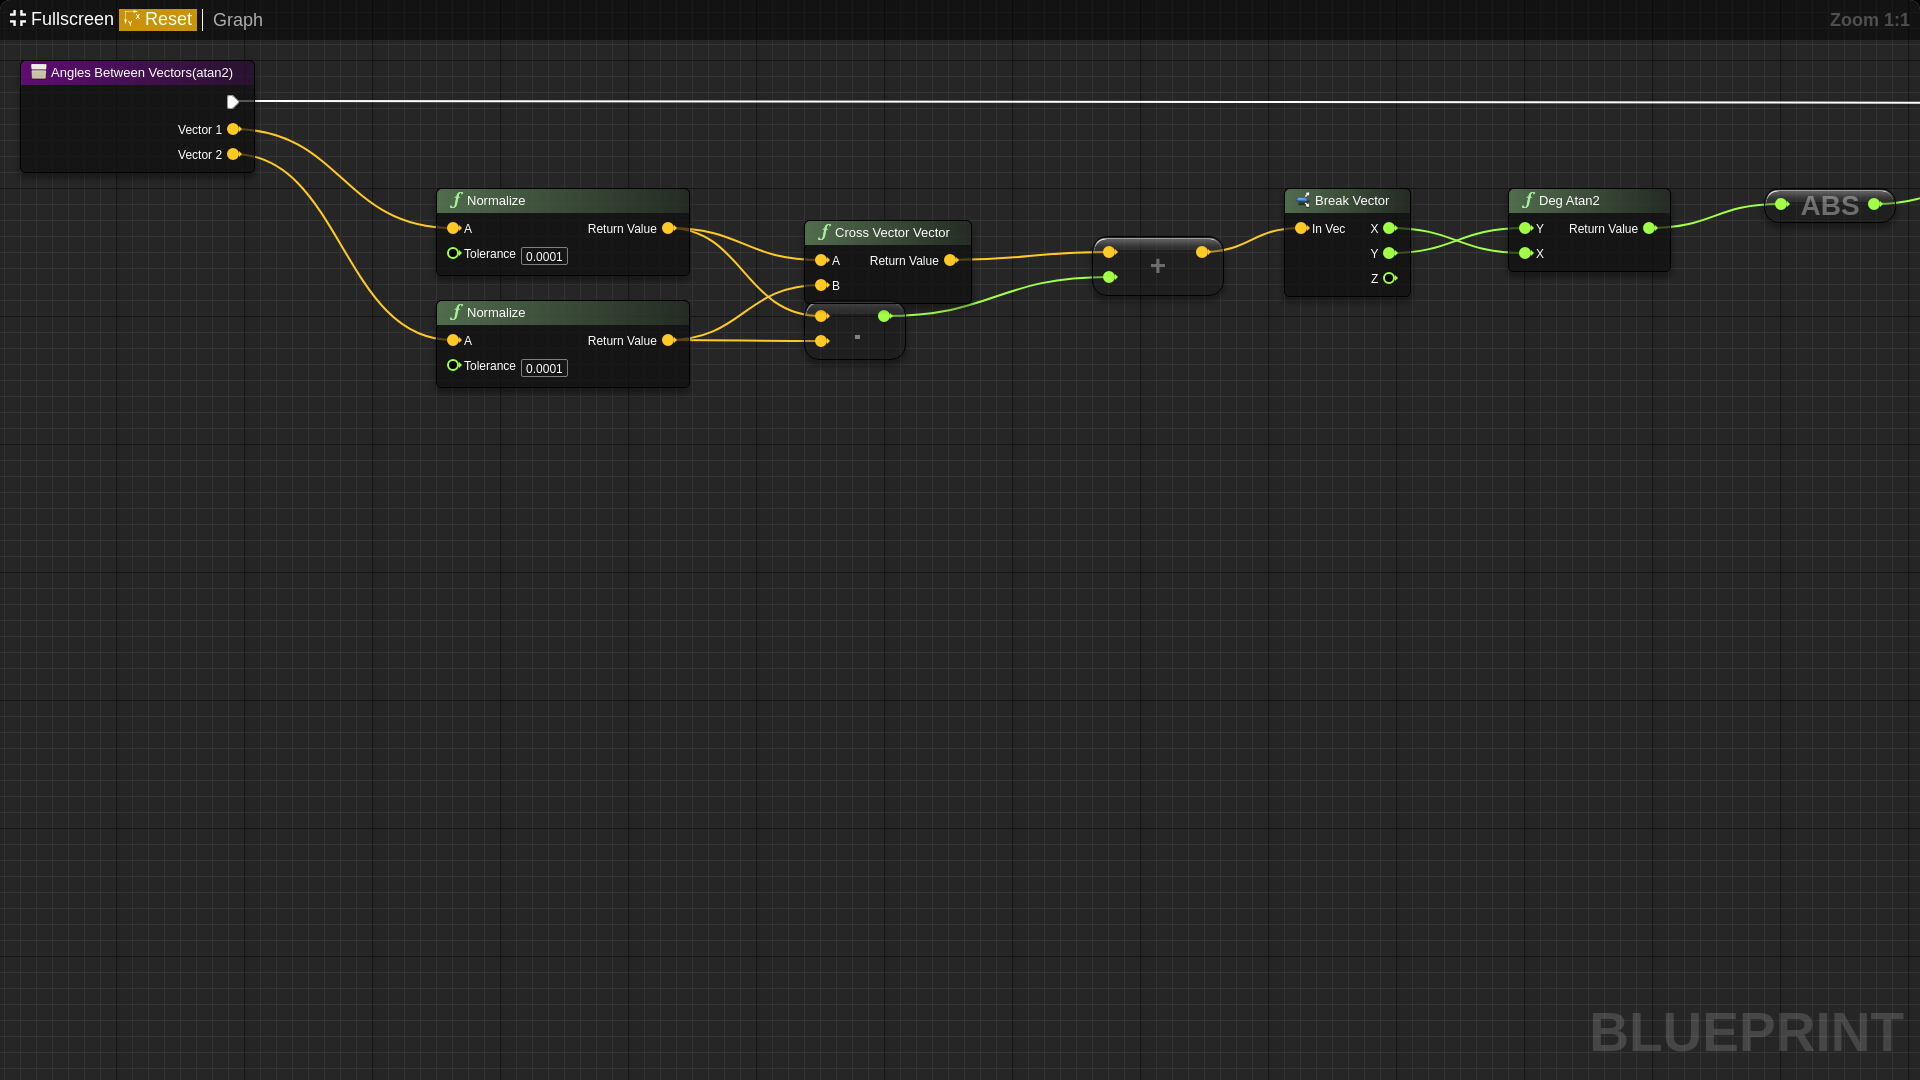 Fullscreen Reset Graph
Zoom 1:1
Angles Between Vectors(atan2)
Vector 1
Vector 2
Normalize
A Return Value
Tolerance 0.0001
Normalize
A Return Value
Tolerance 0.0001
Cross Vector Vector
A Return Value
B
+
Break Vector
In Vec X
Y
Z
Deg Atan2
Y Return Value
X
ABS
BLUEPRINT